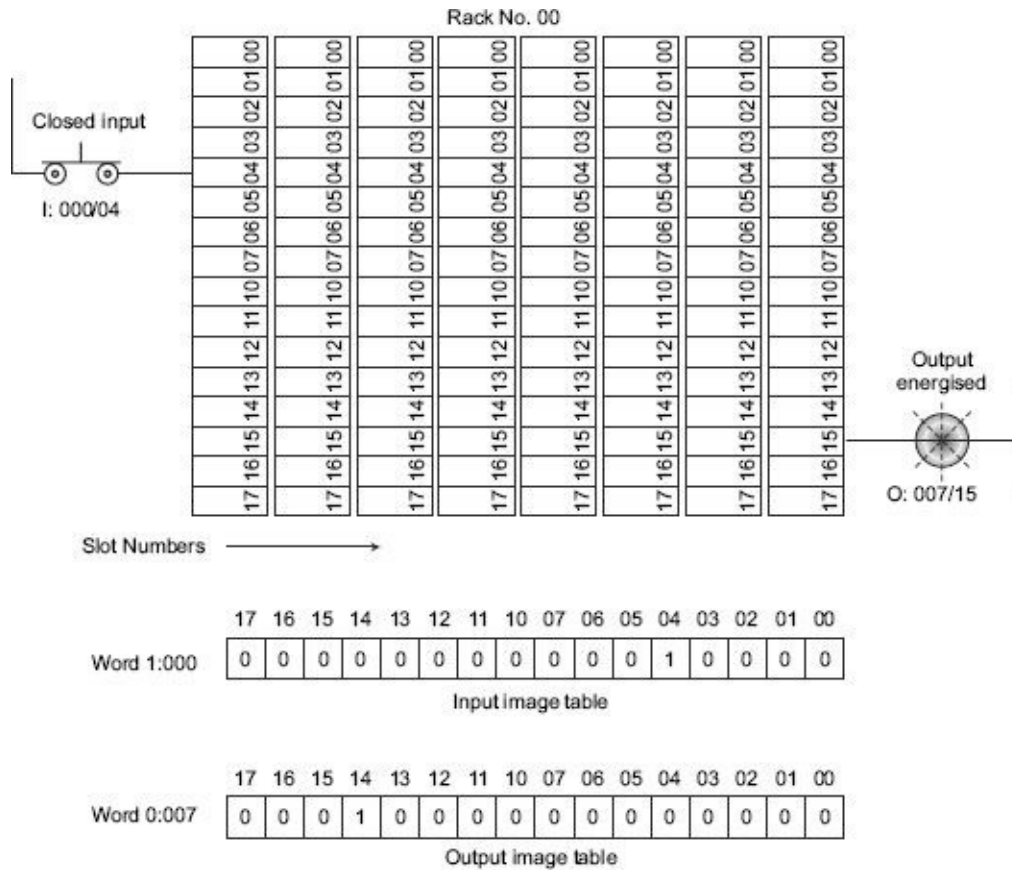 Rack No. 00
00 00 00 00 00 00 00 00
01 01 01 01 01 01 01 01
02 02 02 02 02 02 02 02
Closed input
03 03 03 03 03 03 03 03
04 04 04 04 04 04 04 04
I: 000/04
05 05 05 05 05 05 05 05
06 06 06 06 06 06 06 06
07 07 07 07 07 07 07 07
10 10 10 10 10 10 10 10
11 11 11 11 11 11 11 11
12 12 12 12 12 12 12 12
13 13 13 13 13 13 13 13
Output
energised
14 14 14 14 14 14 14 14
15 15 15 15 15 15 15 15
16 16 16 16 16 16 16 16
17 17 17 17 17 17 17 17
O: 007/15
Slot Numbers
17 16 15 14 13 12 11 10 07 06 05 04 03 02 01 00
Word 1:000 0 0 0 0 0 0 0 0 0 0 0 1 0 0 0 0
Input image table
17 16 15 14 13 12 11 10 07 06 05 04 03 02 01 00
Word 0:007 0 0 0 1 0 0 0 0 0 0 0 0 0 0 0 0
Output image table